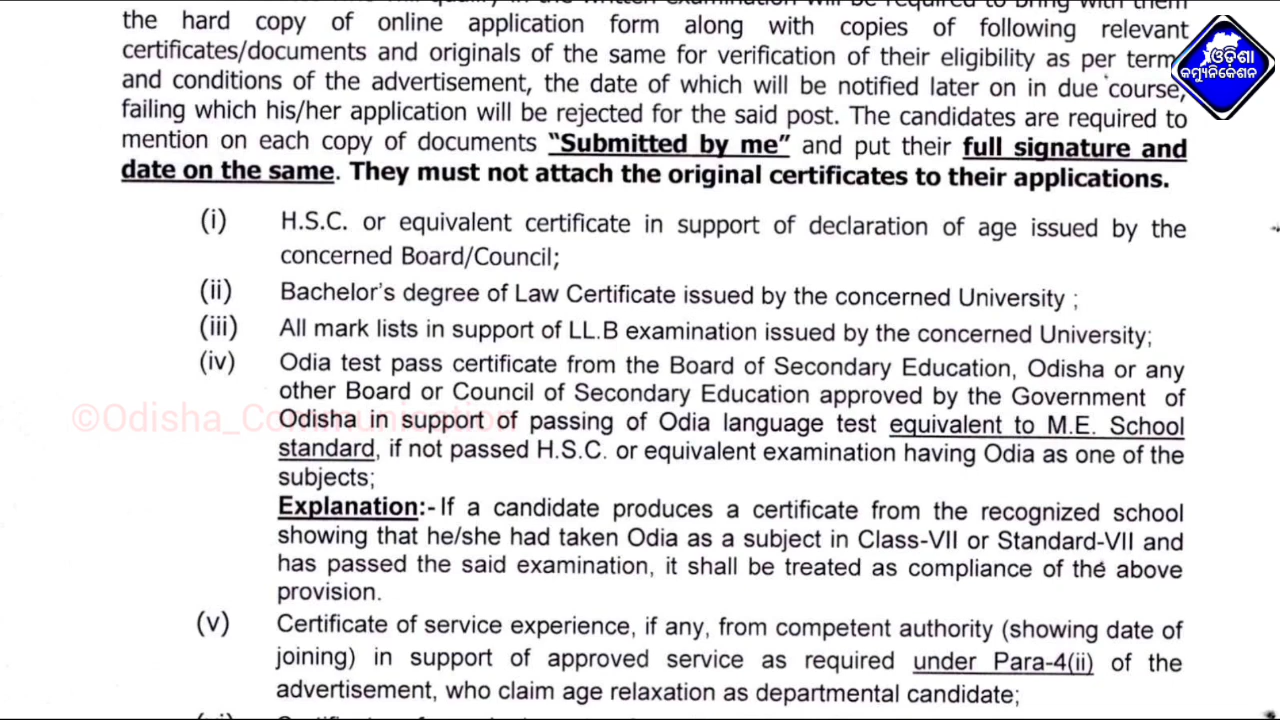 the hard copy of online application form along with copies of following relevant
certificates/documents and originals of the same for verification of their eligibility as per term
and conditions of the advertisement, the date of which will be notified later on in due course,
failing which his/her application will be rejected for the said post. The candidates are required to
mention on each copy of documents "Submitted by me" and put their full signature and
date on the same. They must not attach the original certificates to their applications.
(i) H.S.C. or equivalent certificate in support of declaration of age issued by the
concerned Board/Council;
(ii) Bachelor's degree of Law Certificate issued by the concerned University ;
(iii) All mark lists in support of LL.B examination issued by the concerned University;
(iv) Odia test pass certificate from the Board of Secondary Education, Odisha or any
other Board or Council of Secondary Education approved by the Government of
Odisha in support of passing of Odia language test equivalent to M.E. School
standard, if not passed H.S.C. or equivalent examination having Odia as one of the
subjects;
Explanation:- If a candidate produces a certificate from the recognized school
showing that he/she had taken Odia as a subject in Class-VII or Standard-VII and
has passed the said examination, it shall be treated as compliance of the above
provision.
(v) Certificate of service experience, if any, from competent authority (showing date of
joining) in support of approved service as required under Para-4(ii) of the
advertisement, who claim age relaxation as departmental candidate;
©Odisha_Communication
ଓଡ଼ିଶା
କମ୍ୟୁନିକେଶନ